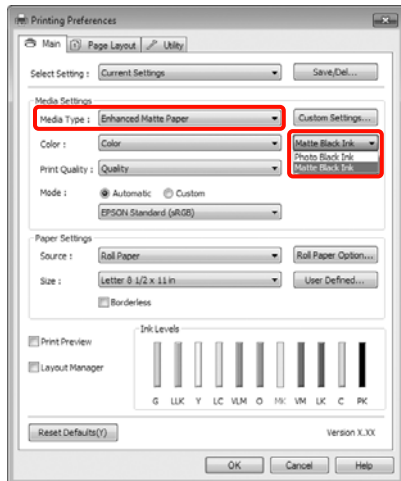 Printing Preferences
Main Page Layout Utility
Select Setting : Current Settings Save/Del...
Media Settings
Media Type : Enhanced Matte Paper Custom Settings...
Color : Color Matte Black Ink
Photo Black Ink
Matte Black Ink
Print Quality : Quality
Mode : Automatic Custom
EPSON Standard (sRGB)
Paper Settings
Source : Roll Paper Roll Paper Option...
Size : Letter 8 1/2 x 11 in User Defined...
Borderless
Ink Levels
Print Preview
Layout Manager
G LLK Y LC VLM O MK VM LK C PK
Reset Defaults(Y) Version X.XX
OK Cancel Help